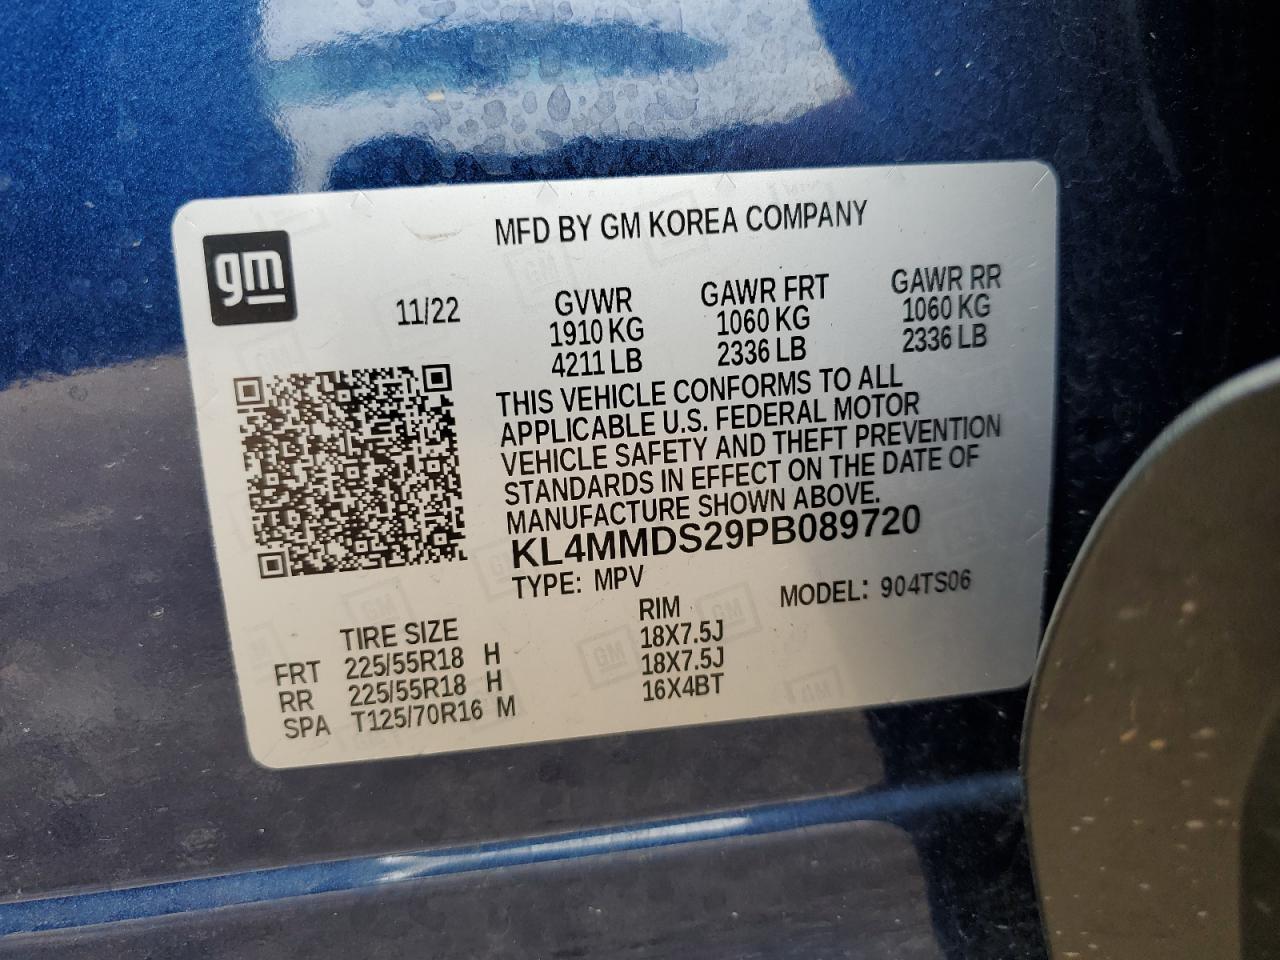 gm
MFD BY GM KOREA COMPANY
11/22
GVWR GAWR FRT GAWR RR
1910 KG 1060 KG 1060 KG
4211 LB 2336 LB 2336 LB
THIS VEHICLE CONFORMS TO ALL
APPLICABLE U.S. FEDERAL MOTOR
VEHICLE SAFETY AND THEFT PREVENTION
STANDARDS IN EFFECT ON THE DATE OF
MANUFACTURE SHOWN ABOVE.
KL4MMDS29PB089720
TYPE: MPV MODEL: 904TS06
TIRE SIZE RIM
FRT 225/55R18 H 18X7.5J
RR 225/55R18 H 18X7.5J
SPA T125/70R16 M 16X4BT